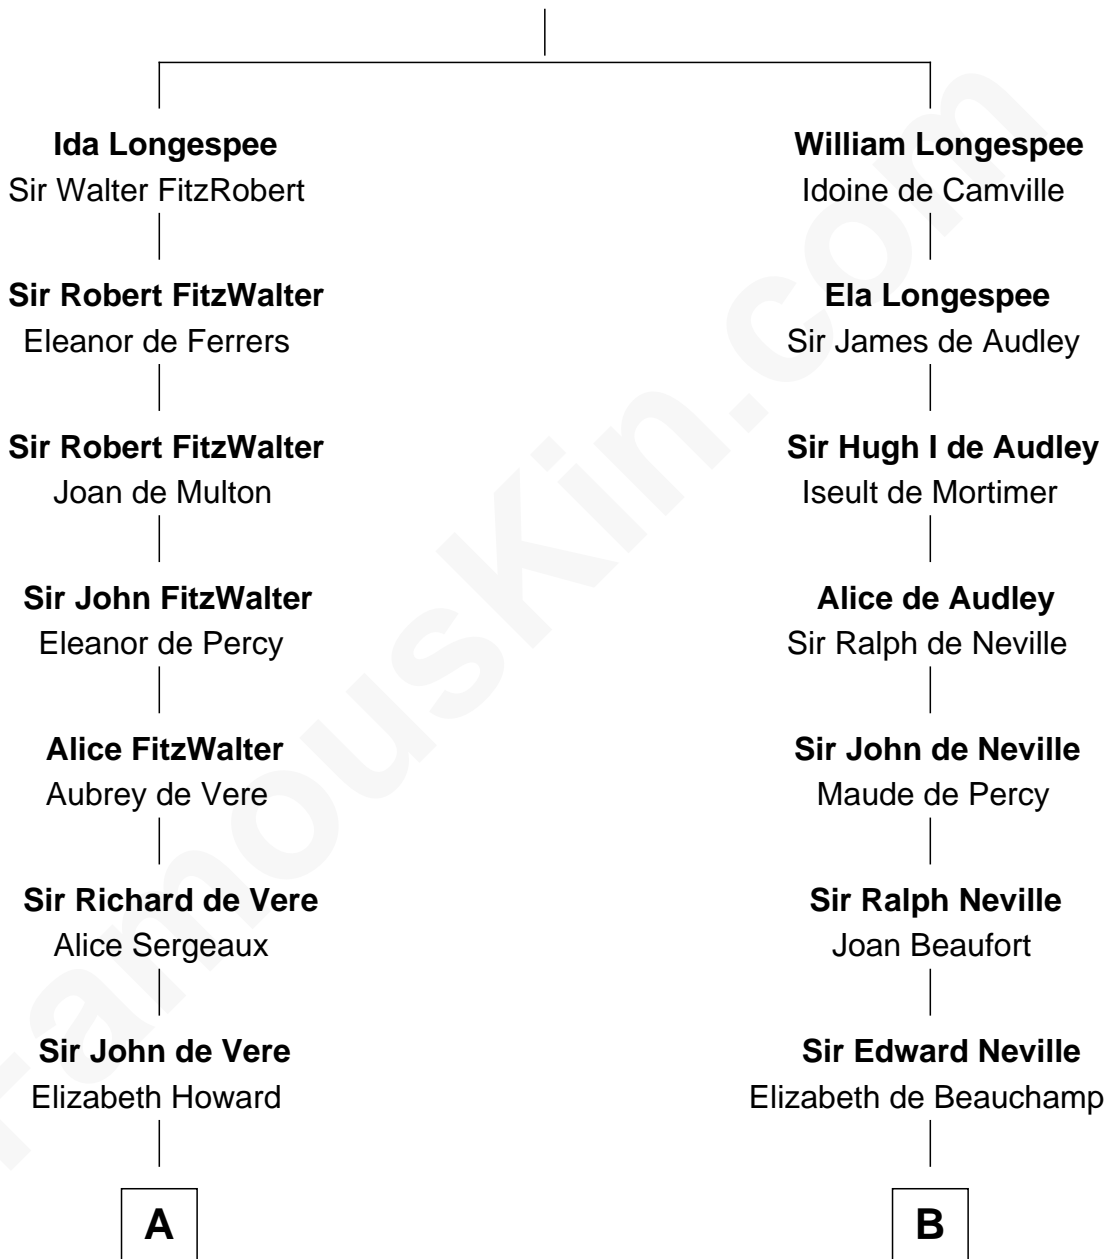 Ida Longespee
Sir Walter FitzRobert
Sir Robert FitzWalter
Eleanor de Ferrers
Sir Robert FitzWalter
Joan de Multon
Sir John FitzWalter
Eleanor de Percy
Alice FitzWalter
Aubrey de Vere
Sir Richard de Vere
Alice Sergeaux
Sir John de Vere
Elizabeth Howard
A
William Longespee
Idoine de Camville
Ela Longespee
Sir James de Audley
Sir Hugh I de Audley
Iseult de Mortimer
Alice de Audley
Sir Ralph de Neville
Sir John de Neville
Maude de Percy
Sir Ralph Neville
Joan Beaufort
Sir Edward Neville
Elizabeth de Beauchamp
B
FamousKin.com